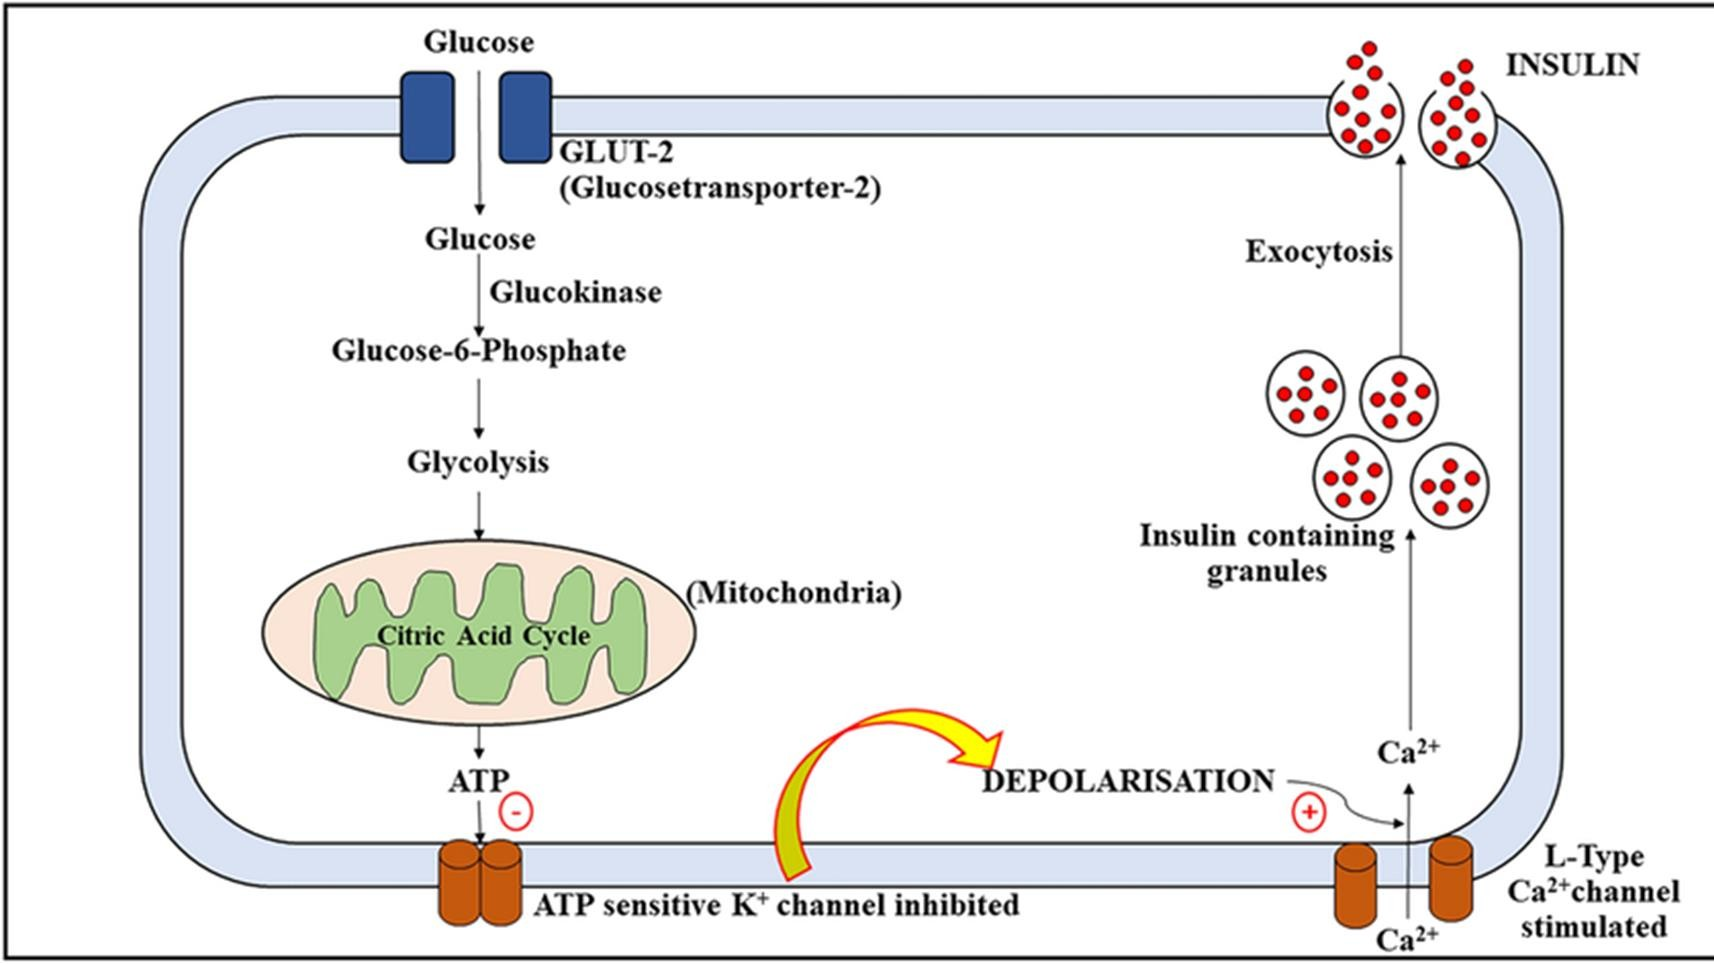 Glucose
INSULIN
GLUT-2
(Glucosetransporter-2)
Glucose
Exocytosis
Glucokinase
Glucose-6-Phosphate
Glycolysis
Insulin containing
granules
(Mitochondria)
Citric Acid Cycle
Ca²⁺
ATP
-
DEPOLARISATION
+
ATP sensitive K⁺ channel inhibited
L-Type
Ca²⁺channel
stimulated
Ca²⁺